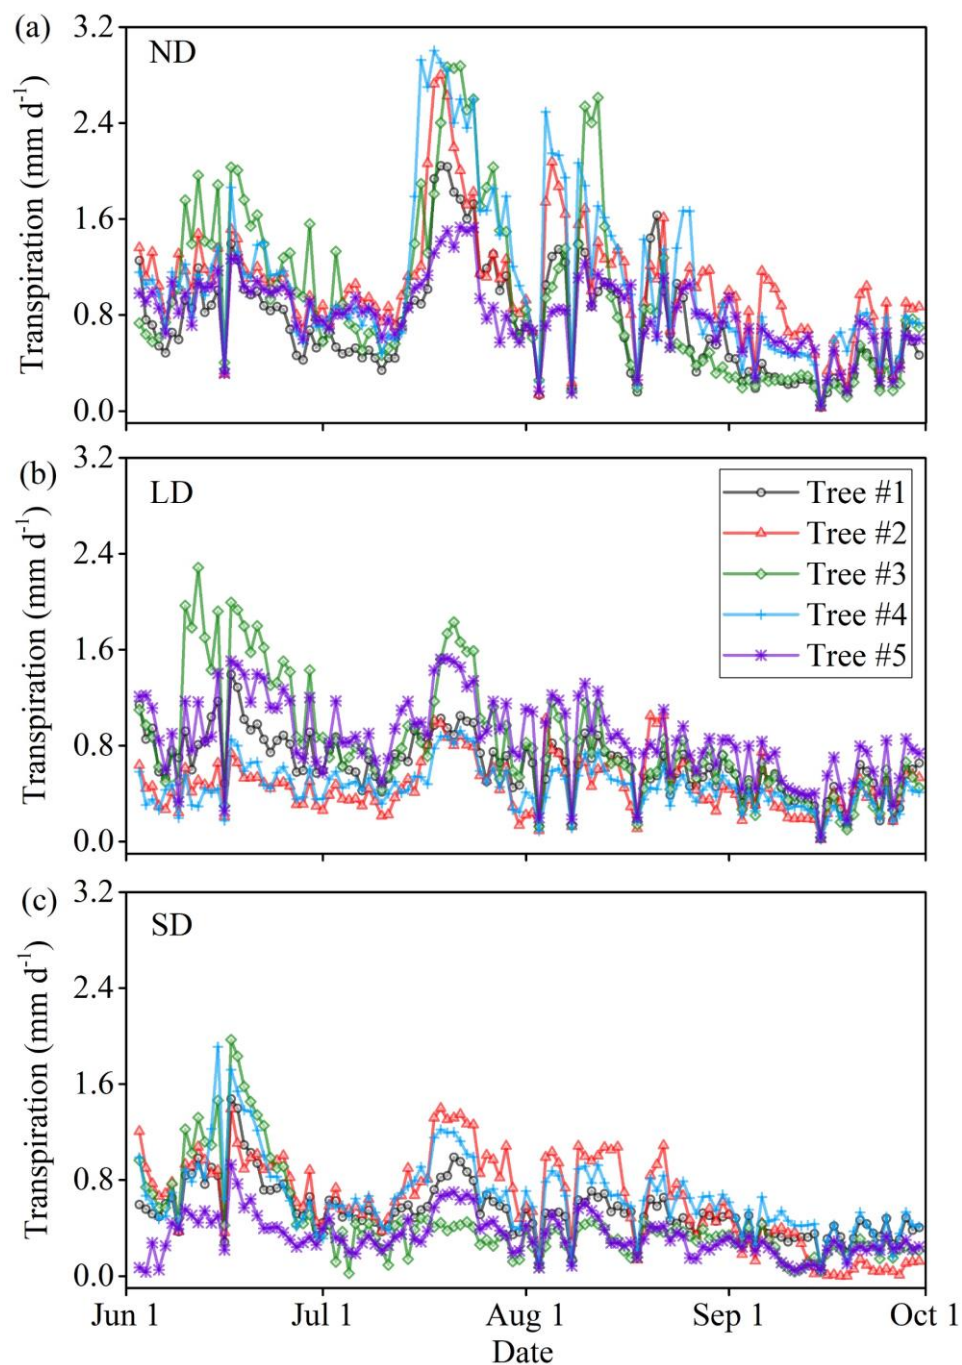 (a)
3.2
ND
2.4
1.6
0.8
0.0
Transpiration (mm d-1)
(b)
3.2
LD
2.4
1.6
0.8
0.0
Transpiration (mm d-1)
Tree #1
Tree #2
Tree #3
Tree #4
Tree #5
(c)
3.2
SD
2.4
1.6
0.8
0.0
Transpiration (mm d-1)
Jun 1 Jul 1 Aug 1 Sep 1 Oct 1
Date